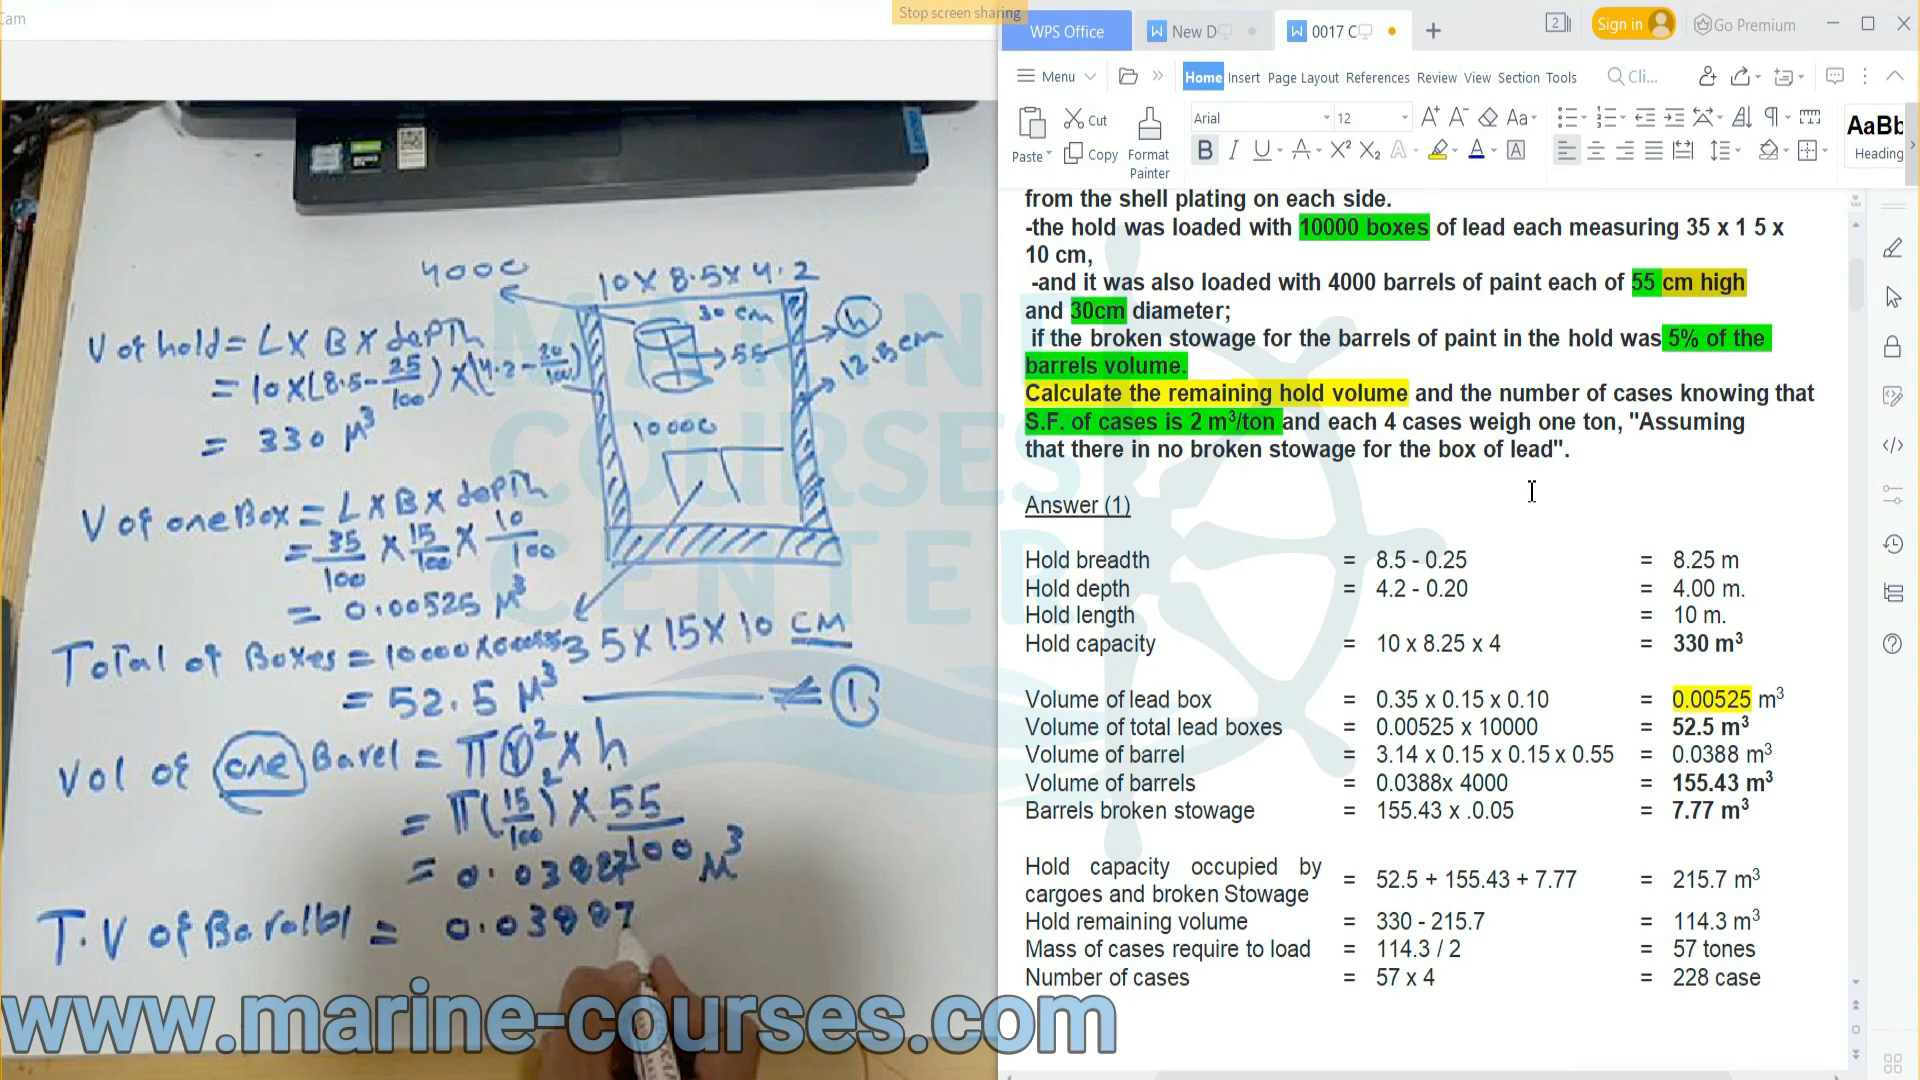 Cam
Stop screen sharing
WPS Office
New D
0017 C
2
Sign in
Go Premium
Menu
Home Insert Page Layout References Review View Section Tools
Cli...
Paste
Cut
Copy
Format
Painter
Arial
12
AaBb
Heading
4000
10 X 8.5 X 4.2
30 cm
h
55
12.5 cm
10000
V of hold = L X B X depth
= 10 X (8.5 - 25/100) X (4.2 - 20/100)
= 330 M³
V of one Box = L X B X depth
= 35/100 X 15/100 X 10/100
= 0.00525 M³
Total of Boxes = 10000 X
35 X 15 X 10 CM
= 52.5 M³ 1
Vol of one Barel = π r² X h
= π (15/100)² X 55/100
= 0.03887 M³
T.V of = 0.03887
www.marine-courses.com
MARINE
COURSES
CENTER
from the shell plating on each side.
-the hold was loaded with 10000 boxes of lead each measuring 35 x 1 5 x
10 cm,
-and it was also loaded with 4000 barrels of paint each of 55 cm high
and 30cm diameter;
if the broken stowage for the barrels of paint in the hold was 5% of the
barrels volume.
Calculate the remaining hold volume and the number of cases knowing that
S.F. of cases is 2 m³/ton and each 4 cases weigh one ton, "Assuming
that there in no broken stowage for the box of lead".
Answer (1)
Hold breadth = 8.5 - 0.25 = 8.25 m
Hold depth = 4.2 - 0.20 = 4.00 m.
Hold length = 10 m.
Hold capacity = 10 x 8.25 x 4 = 330 m³
Volume of lead box = 0.35 x 0.15 x 0.10 = 0.00525 m³
Volume of total lead boxes = 0.00525 x 10000 = 52.5 m³
Volume of barrel = 3.14 x 0.15 x 0.15 x 0.55 = 0.0388 m³
Volume of barrels = 0.0388x 4000 = 155.43 m³
Barrels broken stowage = 155.43 x .0.05 = 7.77 m³
Hold capacity occupied by
cargoes and broken Stowage = 52.5 + 155.43 + 7.77 = 215.7 m³
Hold remaining volume = 330 - 215.7 = 114.3 m³
Mass of cases require to load = 114.3 / 2 = 57 tones
Number of cases = 57 x 4 = 228 case